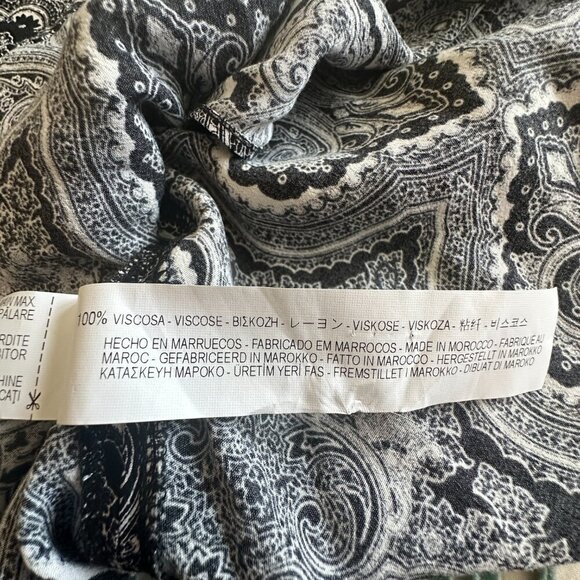 100% VISCOSA - VISCOSE - ΒΙΣΚΟΖΗ - レーヨン - VISKOSE - VISKOZA - 粘纤 - 비스코스
HECHO EN MARRUECOS - FABRICADO EM MARROCOS - MADE IN MOROCCO - FABRIQUE AU
MAROC - GEFABRICEERD IN MAROKKO - FATTO IN MAROCCO - HERGESTELLT IN MAROKKO
ΚΑΤΑΣΚΕΥΗ ΜΑΡΟΚΟ - ÜRETİM YERİ FAS - FREMSTILLET I MAROKKO - DIBUAT DI MAROKO
MAX.